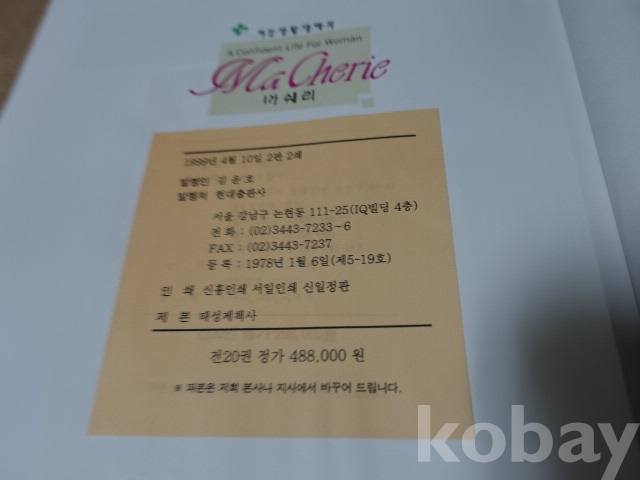 A Confident Life For Woman
Ma Cherie
마 쉐리
1999년 4월 10일 2판 2쇄
발행인 김 윤 호
발행처 현대출판사
서울 강남구 논현동 111-25(IQ빌딩 4층)
전 화 : (02)3443-7233~6
FAX : (02)3443-7237
등 록 : 1978년 1월 6일(제5-19호)
인 쇄 신흥인쇄 서일인쇄 신일정판
제 본 태성제책사
전20권 정가 488,000 원
※ 파본은 저희 본사나 지사에서 바꾸어 드립니다.
kobay